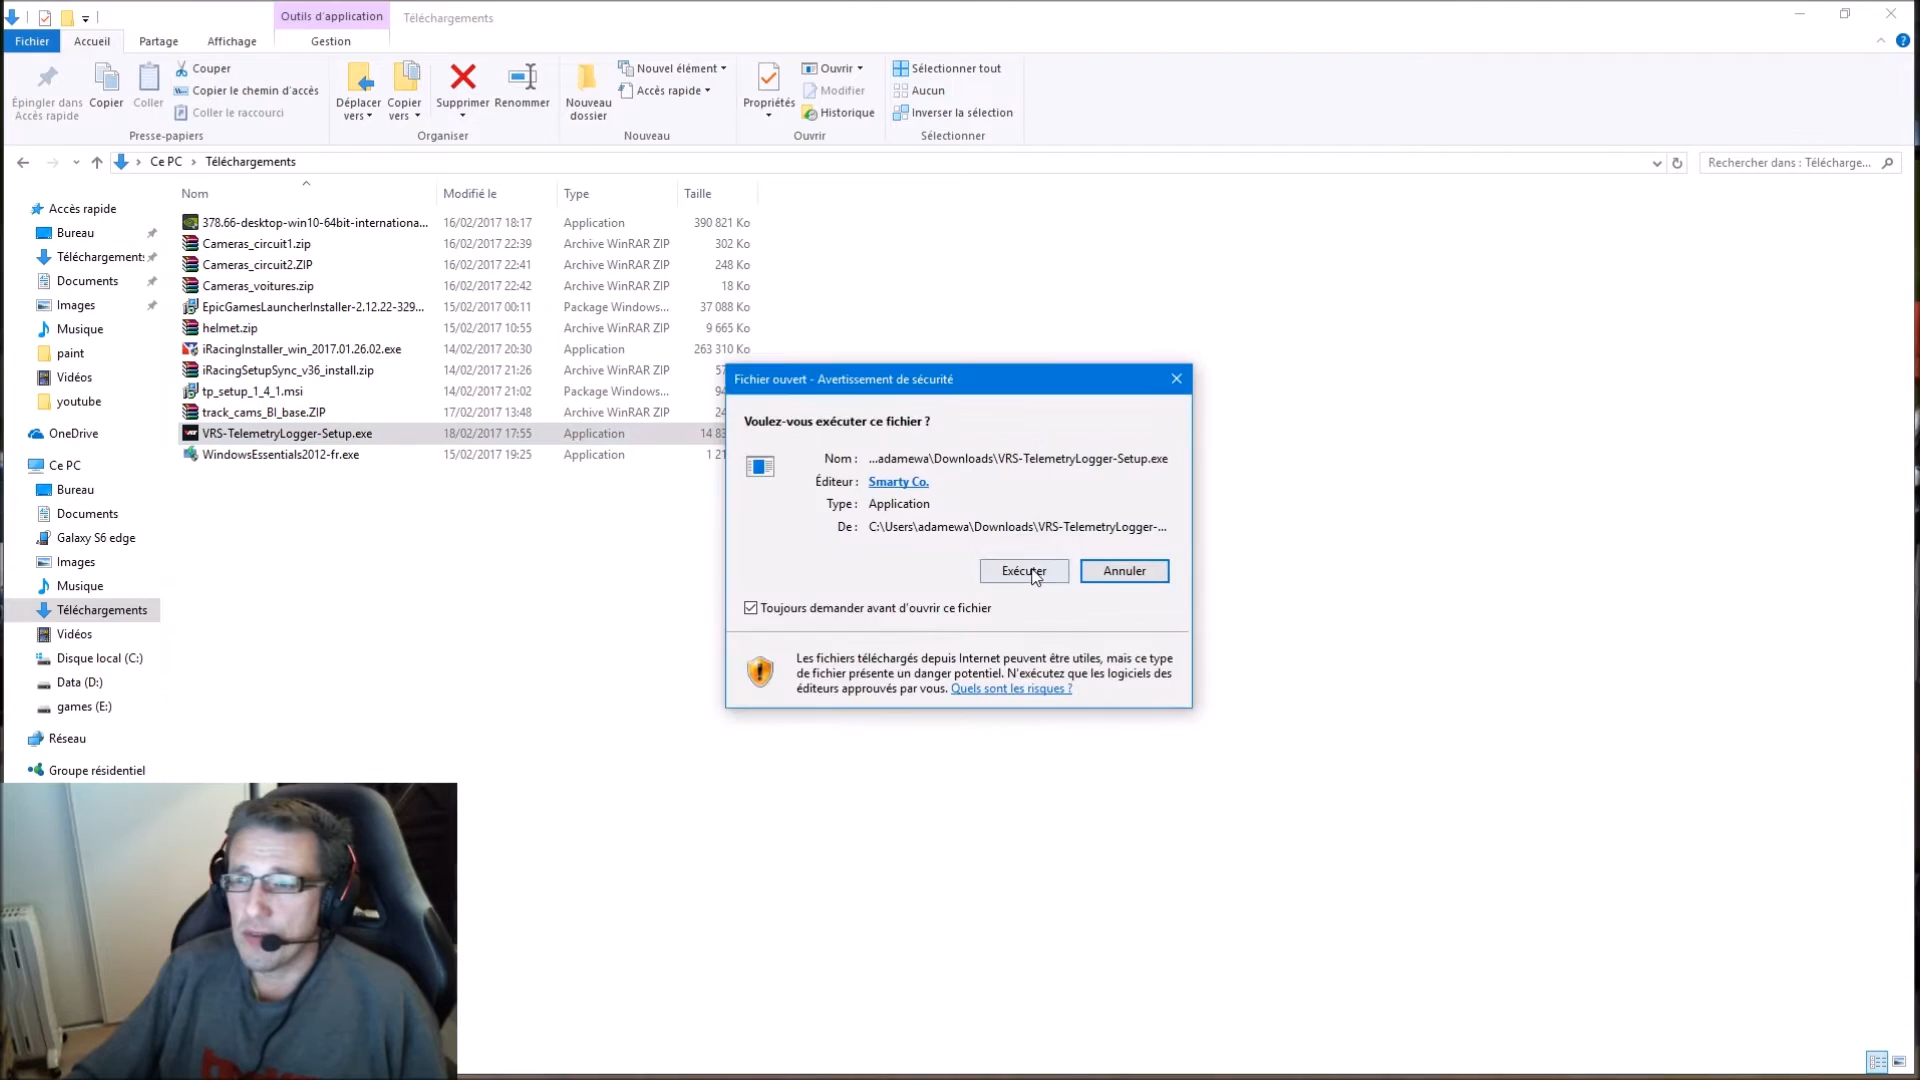 Outils d'application
Téléchargements
Fichier
Accueil
Partage
Affichage
Gestion
Épingler dans Accès rapide
Copier
Coller
Couper
Copier le chemin d'accès
Coller le raccourci
Presse-papiers
Déplacer vers
Copier vers
Supprimer
Renommer
Organiser
Nouveau dossier
Nouvel élément
Accès rapide
Nouveau
Propriétés
Ouvrir
Modifier
Historique
Ouvrir
Sélectionner tout
Aucun
Inverser la sélection
Sélectionner
Ce PC > Téléchargements
Rechercher dans : Télécharge...
Nom Modifié le Type Taille
378.66-desktop-win10-64bit-internationa... 16/02/2017 18:17 Application 390 821 Ko
Cameras_circuit1.zip 16/02/2017 22:39 Archive WinRAR ZIP 302 Ko
Cameras_circuit2.ZIP 16/02/2017 22:41 Archive WinRAR ZIP 248 Ko
Cameras_voitures.zip 16/02/2017 22:42 Archive WinRAR ZIP 18 Ko
EpicGamesLauncherInstaller-2.12.22-329... 15/02/2017 00:11 Package Windows... 37 088 Ko
helmet.zip 15/02/2017 10:55 Archive WinRAR ZIP 9 665 Ko
iRacingInstaller_win_2017.01.26.02.exe 14/02/2017 20:30 Application 263 310 Ko
iRacingSetupSync_v36_install.zip 14/02/2017 21:26 Archive WinRAR ZIP 57
tp_setup_1_4_1.msi 14/02/2017 21:02 Package Windows... 94
track_cams_BI_base.ZIP 17/02/2017 13:48 Archive WinRAR ZIP 24
VRS-TelemetryLogger-Setup.exe 18/02/2017 17:55 Application 14 83
WindowsEssentials2012-fr.exe 15/02/2017 19:25 Application 1 21
Accès rapide
Bureau
Téléchargements
Documents
Images
Musique
paint
Vidéos
youtube
OneDrive
Ce PC
Bureau
Documents
Galaxy S6 edge
Images
Musique
Téléchargements
Vidéos
Disque local (C:)
Data (D:)
games (E:)
Réseau
Groupe résidentiel
Fichier ouvert - Avertissement de sécurité
Voulez-vous exécuter ce fichier ?
Nom : ...adamewa\Downloads\VRS-TelemetryLogger-Setup.exe
Éditeur : Smarty Co.
Type : Application
De : C:\Users\adamewa\Downloads\VRS-TelemetryLogger-...
Exécuter Annuler
Toujours demander avant d'ouvrir ce fichier
Les fichiers téléchargés depuis Internet peuvent être utiles, mais ce type
de fichier présente un danger potentiel. N'exécutez que les logiciels des
éditeurs approuvés par vous. Quels sont les risques ?